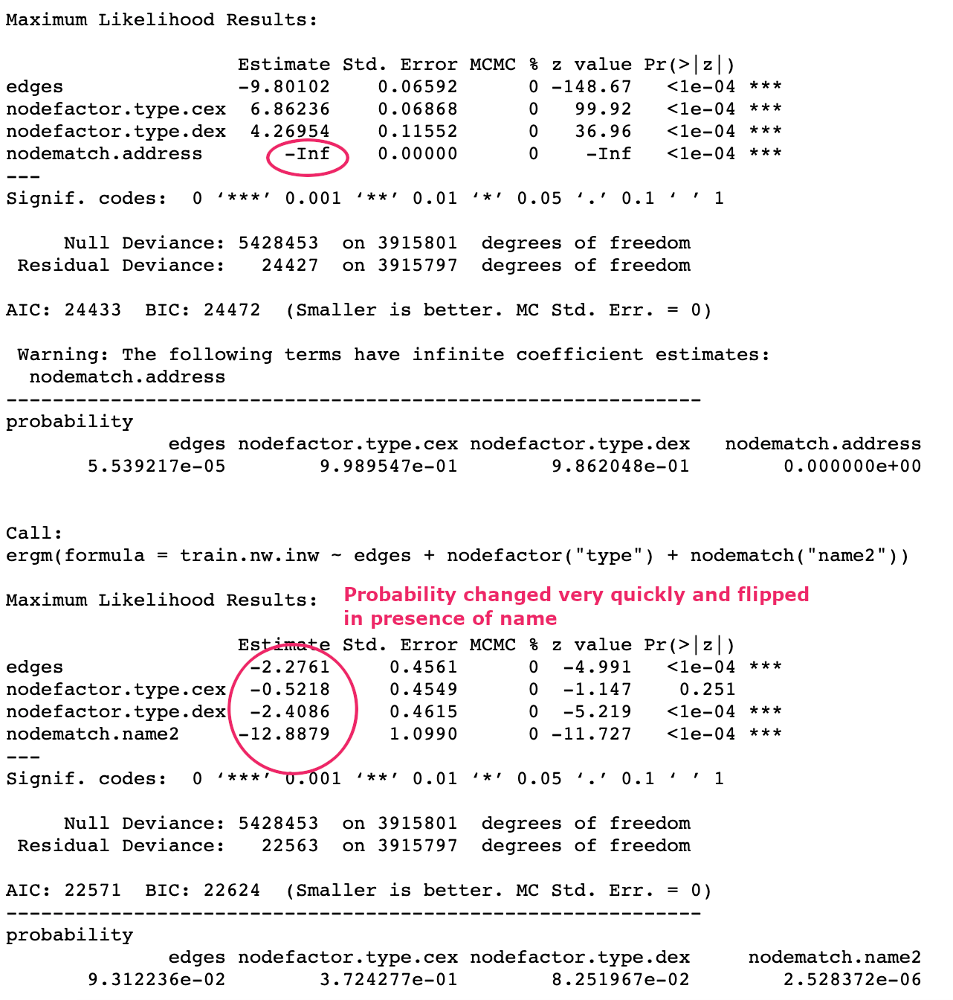 Maximum Likelihood Results:
Estimate Std. Error MCMC % z value Pr(>|z|)
edges -9.80102 0.06592 0 -148.67 <1e-04 ***
nodefactor.type.cex 6.86236 0.06868 0 99.92 <1e-04 ***
nodefactor.type.dex 4.26954 0.11552 0 36.96 <1e-04 ***
nodematch.address -Inf 0.00000 0 -Inf <1e-04 ***
---
Signif. codes: 0 ‘***’ 0.001 ‘**’ 0.01 ‘*’ 0.05 ‘.’ 0.1 ‘ ’ 1
Null Deviance: 5428453 on 3915801 degrees of freedom
Residual Deviance: 24427 on 3915797 degrees of freedom
AIC: 24433 BIC: 24472 (Smaller is better. MC Std. Err. = 0)
Warning: The following terms have infinite coefficient estimates:
nodematch.address
------------------------------------------------------------
probability
edges nodefactor.type.cex nodefactor.type.dex nodematch.address
5.539217e-05 9.989547e-01 9.862048e-01 0.000000e+00
Call:
ergm(formula = train.nw.inw ~ edges + nodefactor("type") + nodematch("name2"))
Maximum Likelihood Results:
Probability changed very quickly and flipped
in presence of name
Estimate Std. Error MCMC % z value Pr(>|z|)
edges -2.2761 0.4561 0 -4.991 <1e-04 ***
nodefactor.type.cex -0.5218 0.4549 0 -1.147 0.251
nodefactor.type.dex -2.4086 0.4615 0 -5.219 <1e-04 ***
nodematch.name2 -12.8879 1.0990 0 -11.727 <1e-04 ***
---
Signif. codes: 0 ‘***’ 0.001 ‘**’ 0.01 ‘*’ 0.05 ‘.’ 0.1 ‘ ’ 1
Null Deviance: 5428453 on 3915801 degrees of freedom
Residual Deviance: 22563 on 3915797 degrees of freedom
AIC: 22571 BIC: 22624 (Smaller is better. MC Std. Err. = 0)
------------------------------------------------------------
probability
edges nodefactor.type.cex nodefactor.type.dex nodematch.name2
9.312236e-02 3.724277e-01 8.251967e-02 2.528372e-06